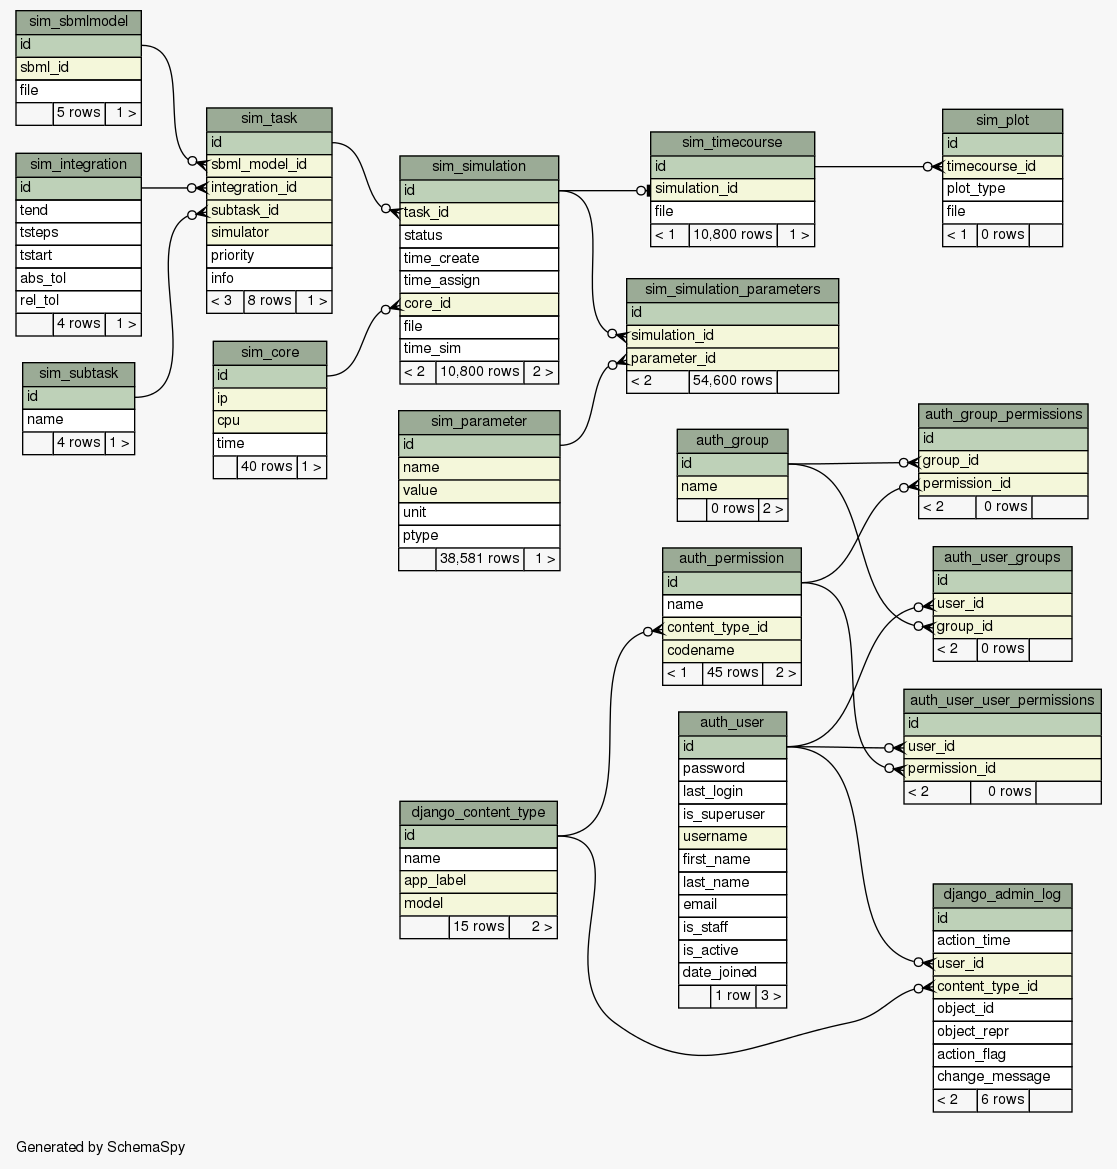 sim_sbmlmodel
id
sbml_id
file
5 rows 1 >
sim_integration
id
tend
tsteps
tstart
abs_tol
rel_tol
4 rows 1 >
sim_subtask
id
name
4 rows 1 >
sim_task
id
sbml_model_id
integration_id
subtask_id
simulator
priority
info
< 3 8 rows 1 >
sim_core
id
ip
cpu
time
40 rows 1 >
sim_simulation
id
task_id
status
time_create
time_assign
core_id
file
time_sim
< 2 10,800 rows 2 >
sim_parameter
id
name
value
unit
ptype
38,581 rows 1 >
sim_timecourse
id
simulation_id
file
< 1 10,800 rows 1 >
sim_plot
id
timecourse_id
plot_type
file
< 1 0 rows
sim_simulation_parameters
id
simulation_id
parameter_id
< 2 54,600 rows
auth_group
id
name
0 rows 2 >
auth_group_permissions
id
group_id
permission_id
< 2 0 rows
auth_permission
id
name
content_type_id
codename
< 1 45 rows 2 >
auth_user_groups
id
user_id
group_id
< 2 0 rows
auth_user_user_permissions
id
user_id
permission_id
< 2 0 rows
auth_user
id
password
last_login
is_superuser
username
first_name
last_name
email
is_staff
is_active
date_joined
1 row 3 >
django_content_type
id
name
app_label
model
15 rows 2 >
django_admin_log
id
action_time
user_id
content_type_id
object_id
object_repr
action_flag
change_message
< 2 6 rows
Generated by SchemaSpy